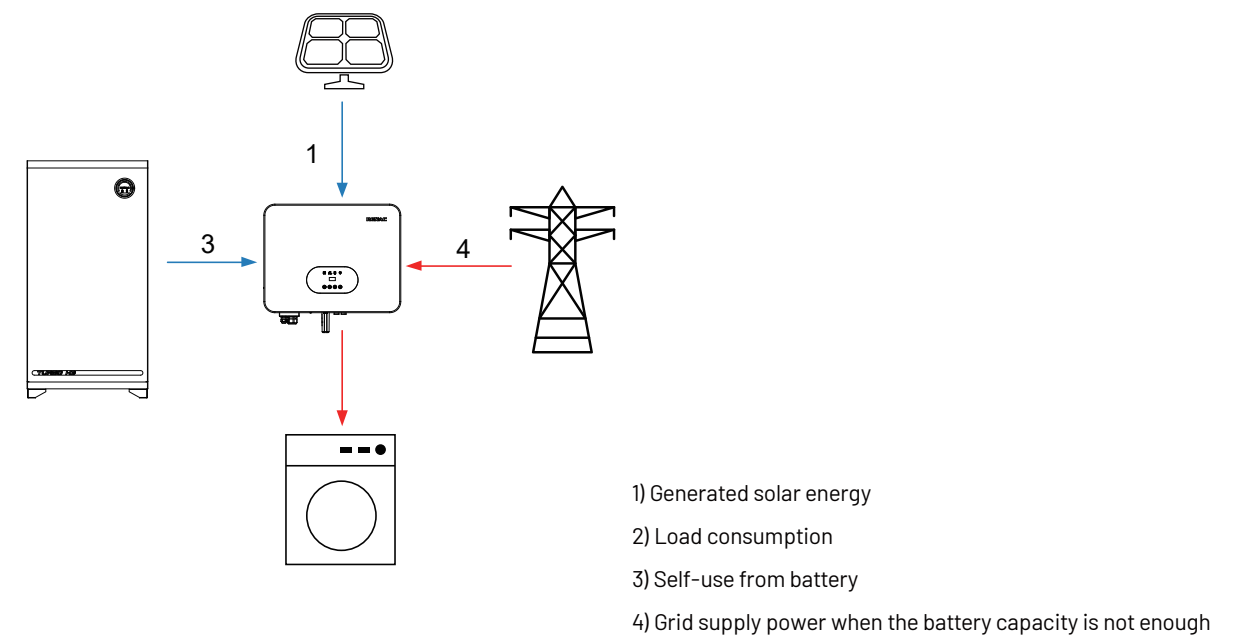 1
3
4
RENAC
1) Generated solar energy
2) Load consumption
3) Self-use from battery
4) Grid supply power when the battery capacity is not enough